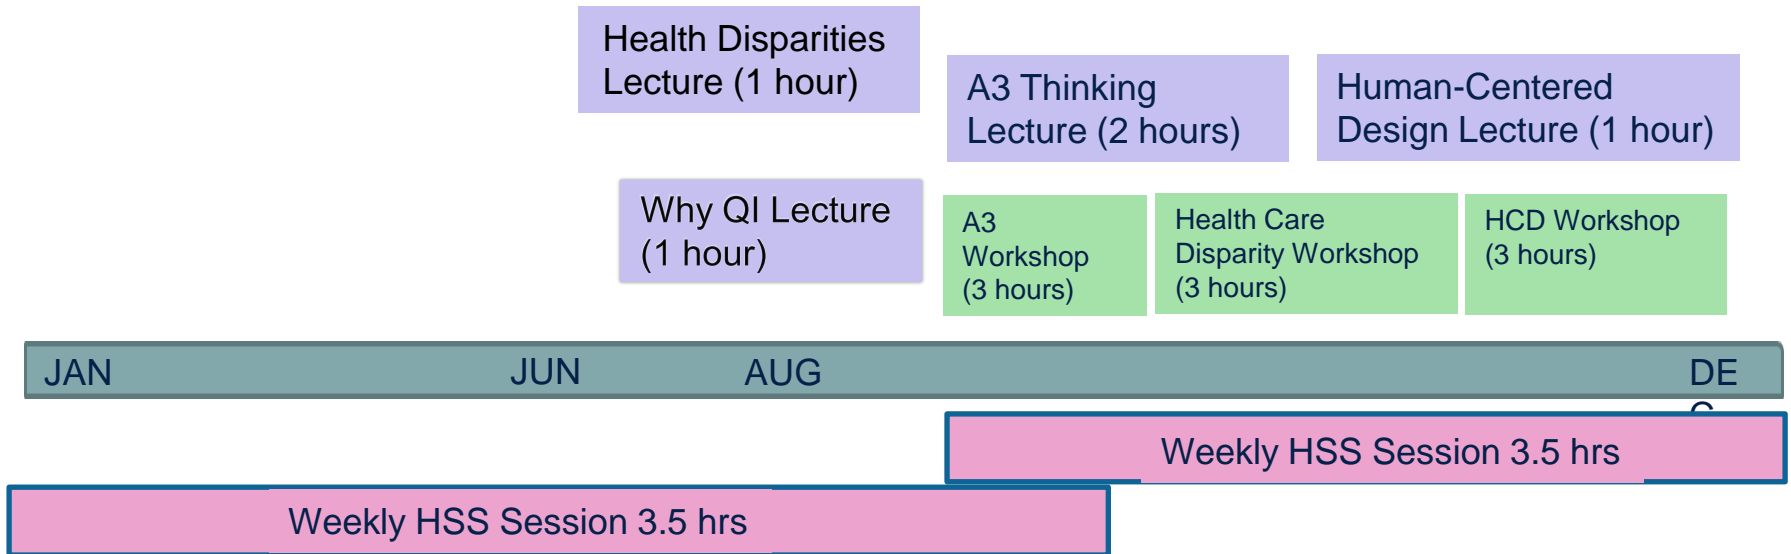 Health Disparities
Lecture (1 hour)
A3 Thinking
Lecture (2 hours)
Human-Centered
Design Lecture (1 hour)
Why QI Lecture
(1 hour)
A3
Workshop
(3 hours)
Health Care
Disparity Workshop
(3 hours)
HCD Workshop
(3 hours)
JAN
JUN
AUG
DE
C
Weekly HSS Session 3.5 hrs
Weekly HSS Session 3.5 hrs